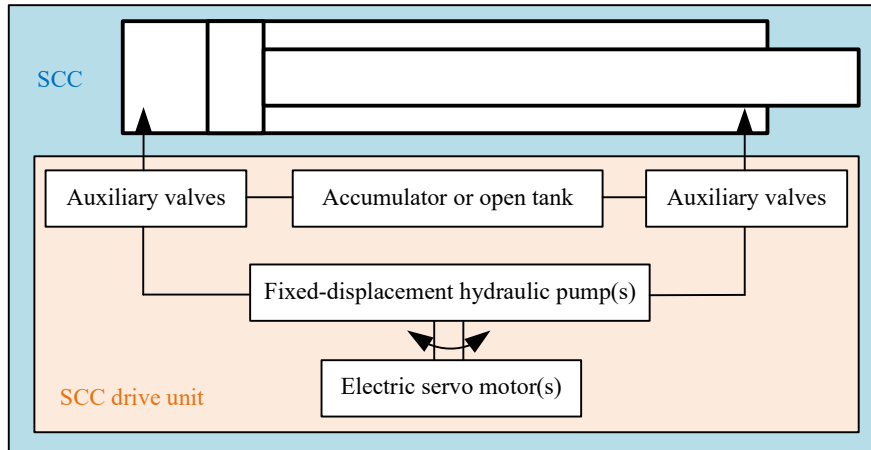 SCC
Auxiliary valves
Accumulator or open tank
Auxiliary valves
Fixed-displacement hydraulic pump(s)
Electric servo motor(s)
SCC drive unit